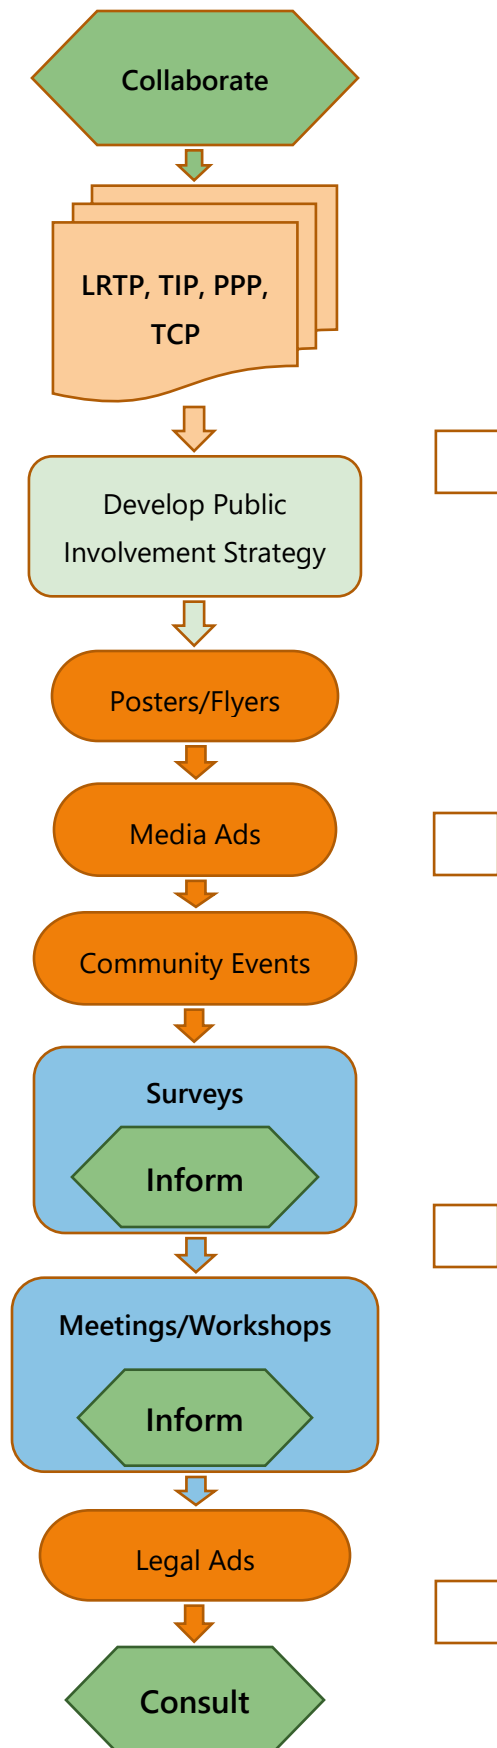 Collaborate
LRTP, TIP, PPP,
TCP
Develop Public
Involvement Strategy
Posters/Flyers
Media Ads
Community Events
Surveys
Inform
Meetings/Workshops
Inform
Legal Ads
Consult